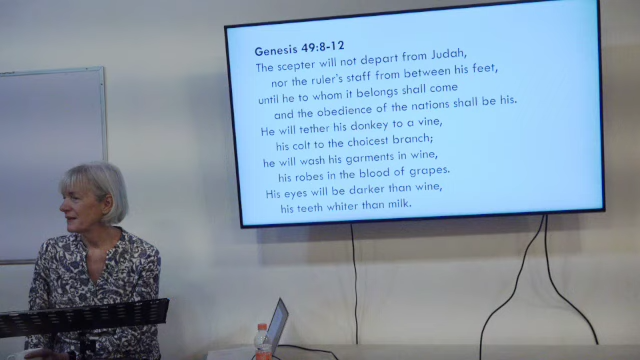 Genesis 49:8-12
The scepter will not depart from Judah,
nor the ruler's staff from between his feet,
until he to whom it belongs shall come
and the obedience of the nations shall be his.
He will tether his donkey to a vine,
his colt to the choicest branch;
he will wash his garments in wine,
his robes in the blood of grapes.
His eyes will be darker than wine,
his teeth whiter than milk.